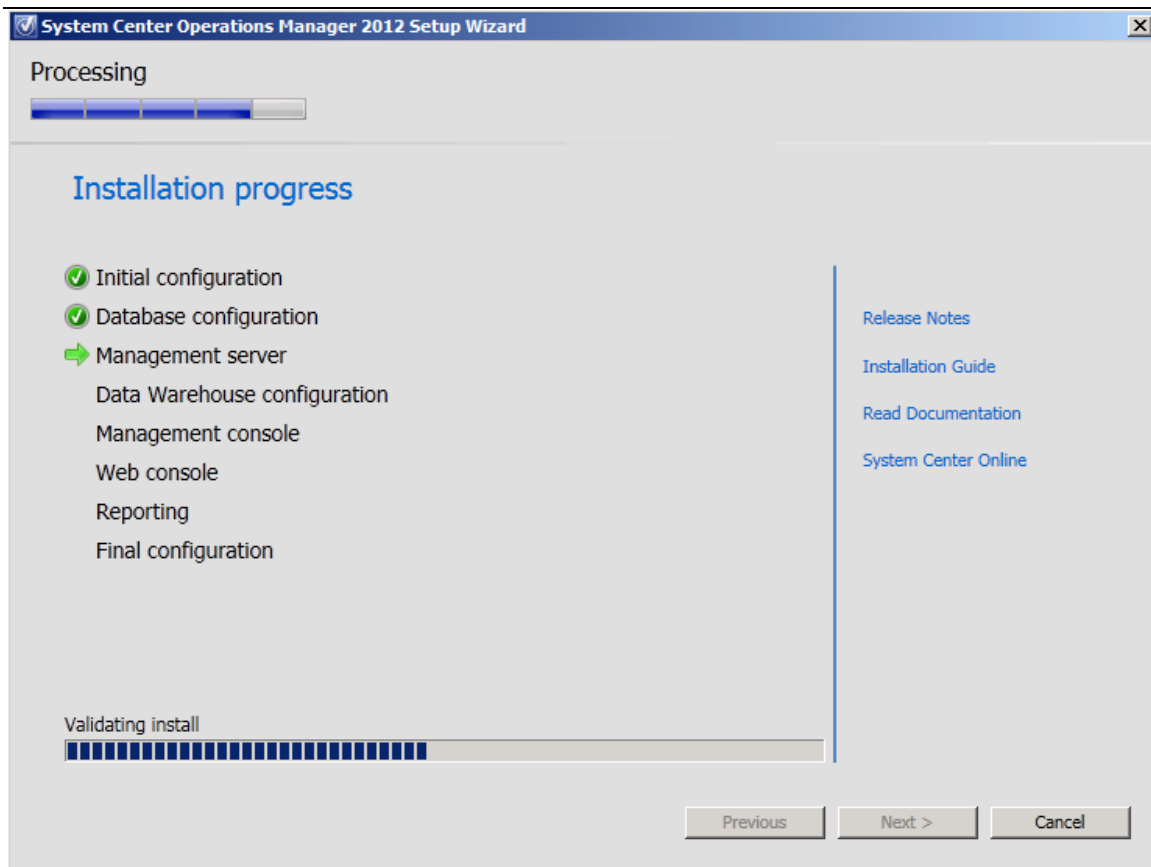 System Center Operations Manager 2012 Setup Wizard
Processing
Installation progress
Initial configuration
Database configuration
Management server
Data Warehouse configuration
Management console
Web console
Reporting
Final configuration
Release Notes
Installation Guide
Read Documentation
System Center Online
Validating install
Previous
Next >
Cancel